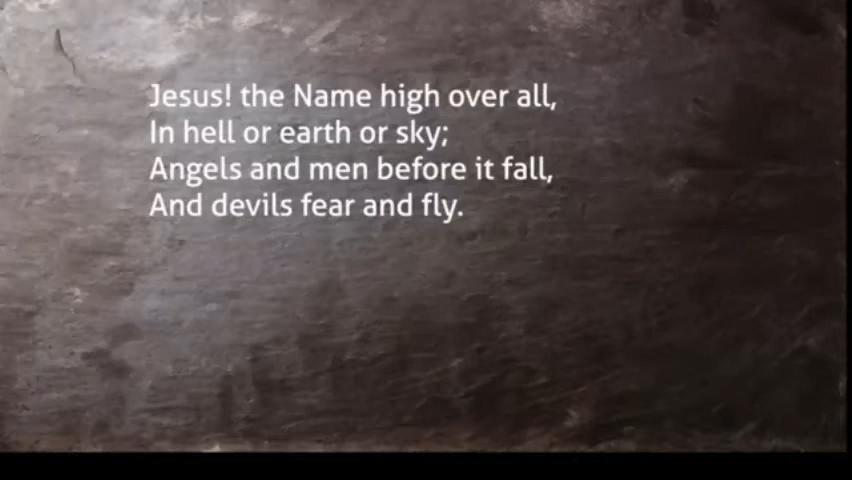 Jesus! the Name high over all,
In hell or earth or sky;
Angels and men before it fall,
And devils fear and fly.